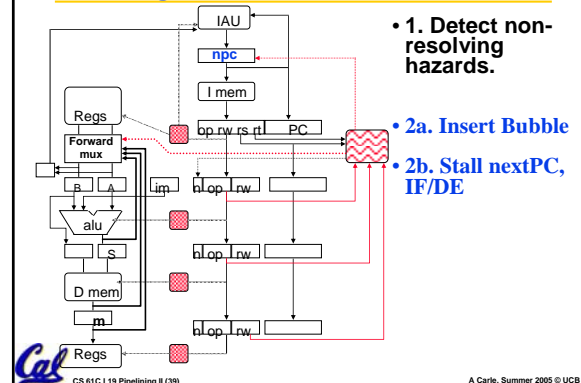 IAU
npc
I mem
Regs
op rw rs rt
PC
Forward
mux
B
A
im
n op rw
alu
S
n op rw
D mem
m
n op rw
Regs
• 1. Detect non-
resolving
hazards.
• 2a. Insert Bubble
• 2b. Stall nextPC,
IF/DE
Cal
CS 61C L19 Pipelining II (39)
A Carle, Summer 2005 © UCB